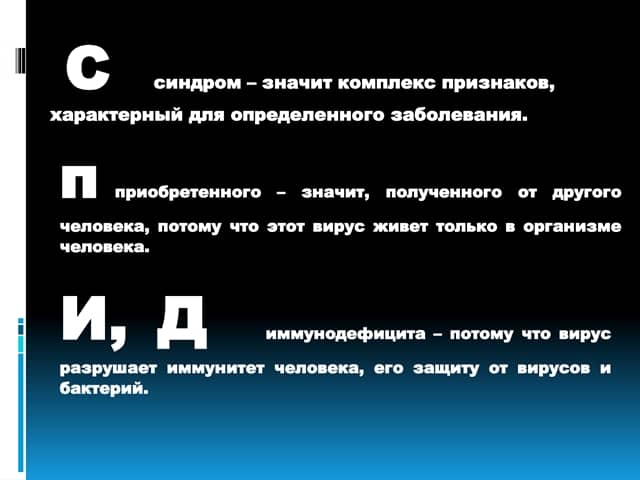 С синдром – значит комплекс признаков,
характерный для определенного заболевания.
п приобретенного – значит, полученного от другого
человека, потому что этот вирус живет только в организме
человека.
И, Д иммунодефицита – потому что вирус
разрушает иммунитет человека, его защиту от вирусов и
бактерий.